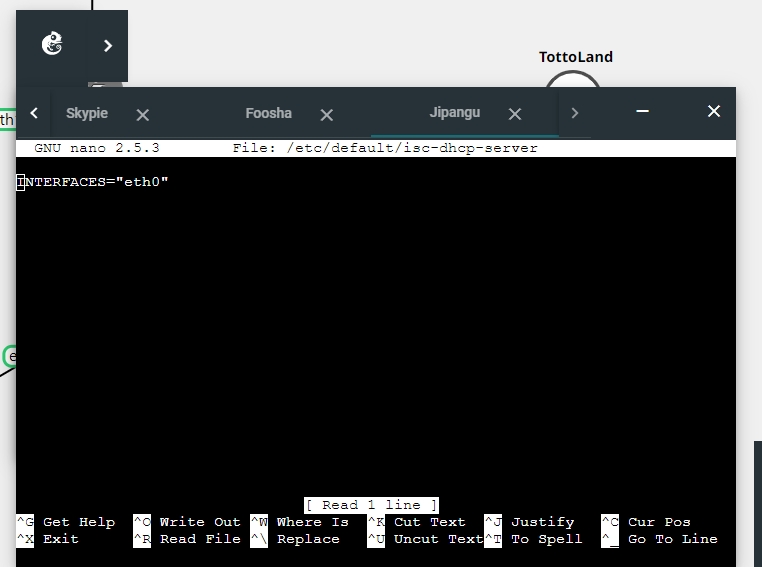 TottoLand
th
Skypie
Foosha
Jipangu
GNU nano 2.5.3 File: /etc/default/isc-dhcp-server
INTERFACES="eth0"
e
[ Read 1 line ]
^G Get Help ^O Write Out ^W Where Is ^K Cut Text ^J Justify ^C Cur Pos
^X Exit ^R Read File ^\ Replace ^U Uncut Text ^T To Spell ^_ Go To Line